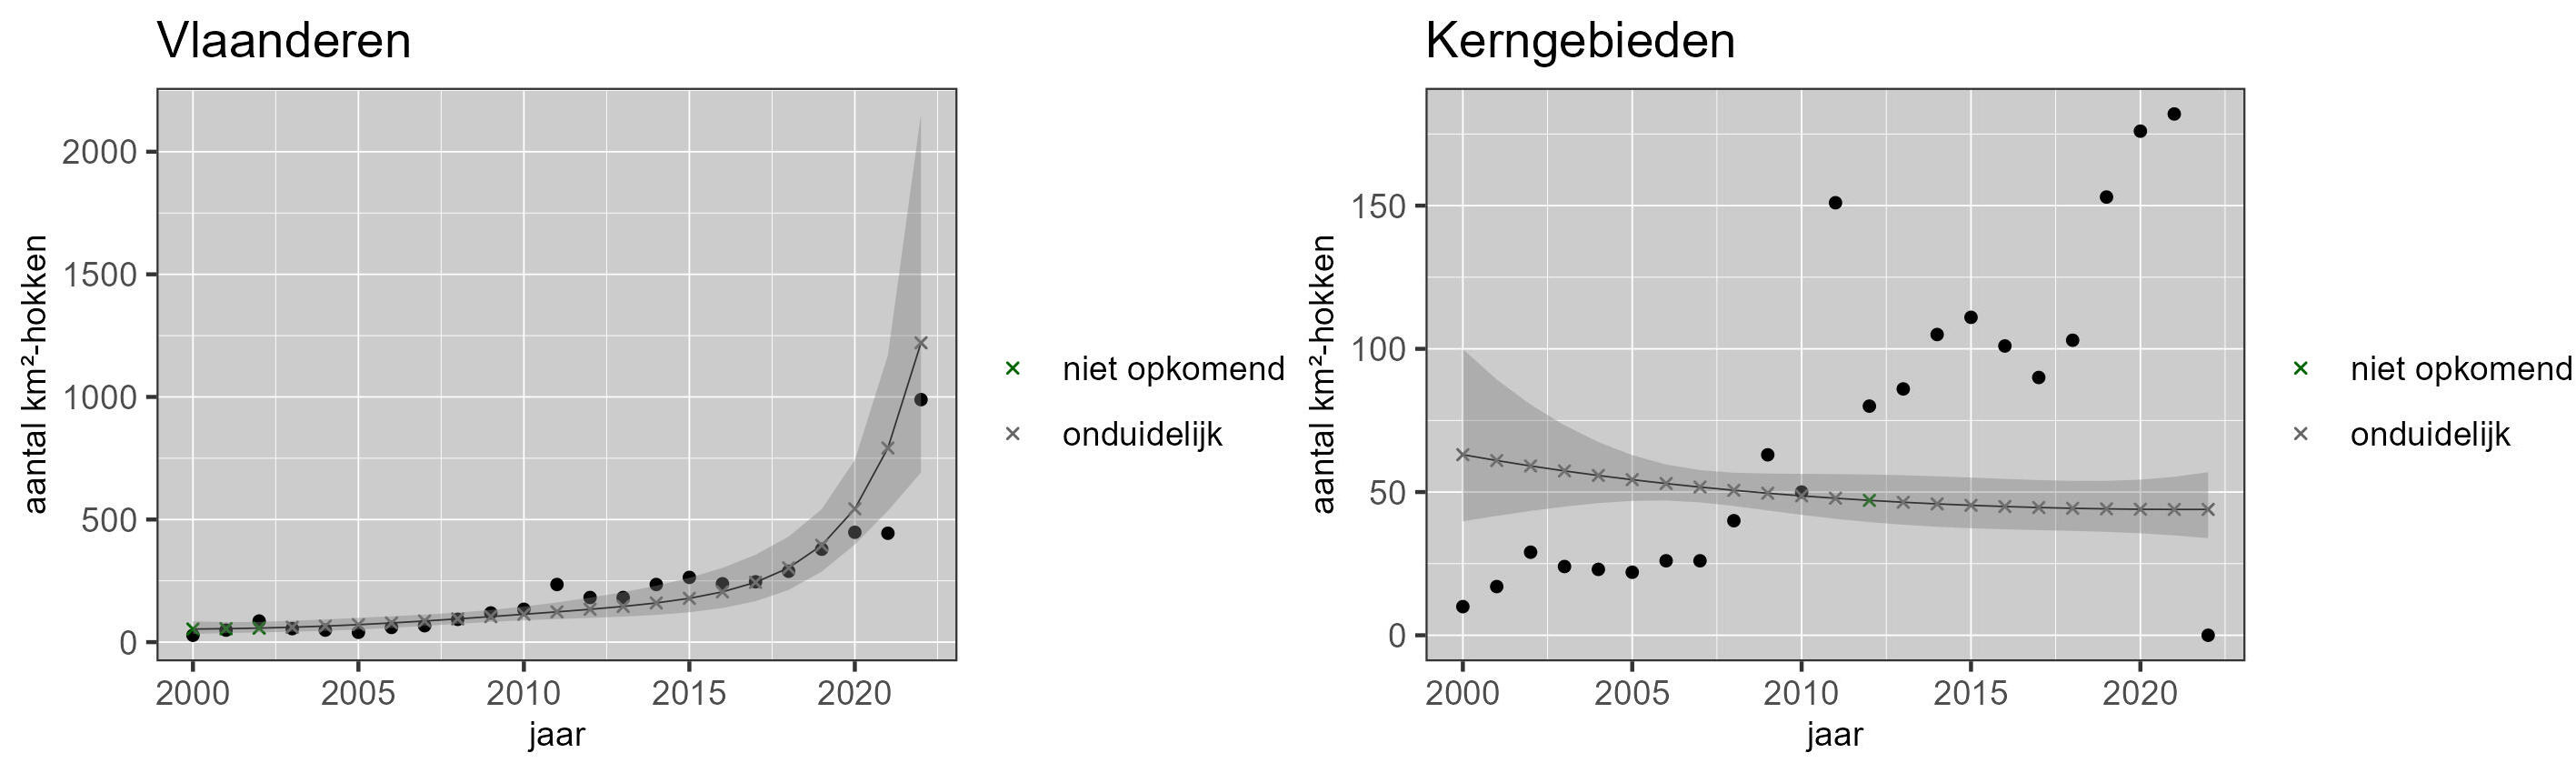 Vlaanderen
aantal km²-hokken
2000
1500
1000
500
0
2000 2005 2010 2015 2020
jaar
niet opkomend
onduidelijk
Kerngebieden
aantal km²-hokken
150
100
50
0
2000 2005 2010 2015 2020
jaar
niet opkomend
onduidelijk